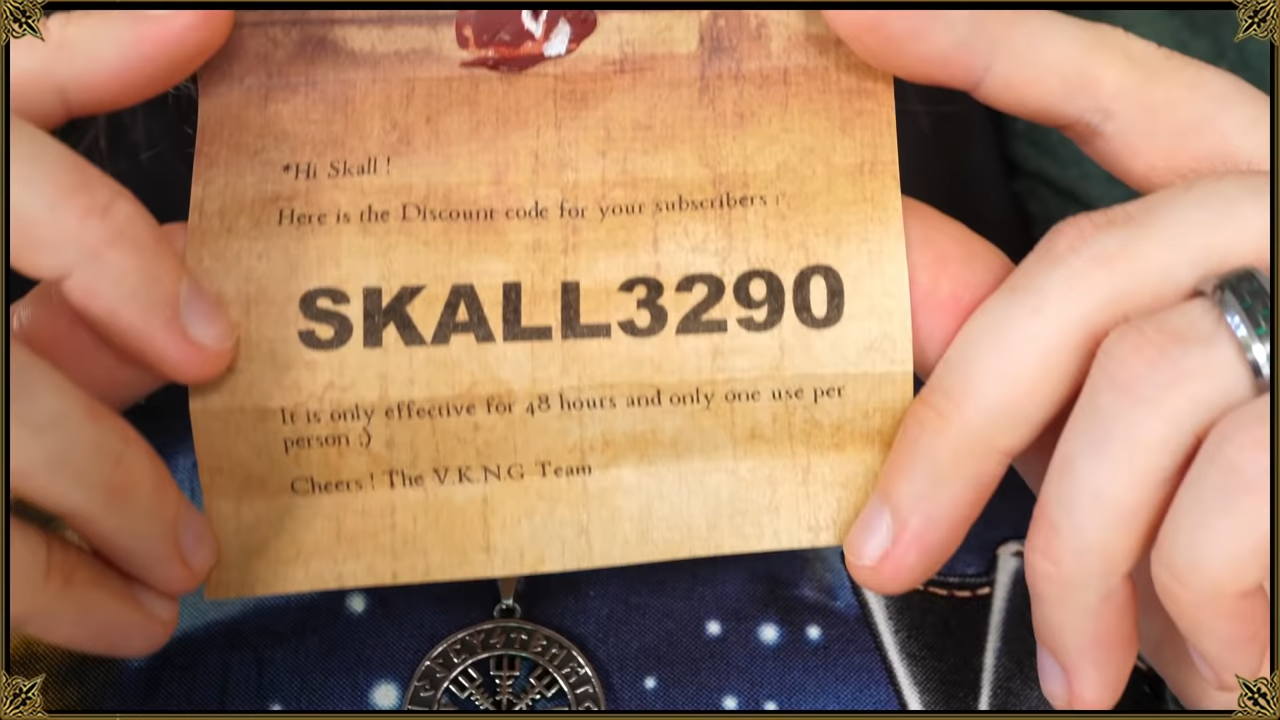 *Hi Skall !
Here is the Discount code for your subscribers :
SKALL3290
It is only effective for 48 hours and only one use per
person :)
Cheers ! The V.K.N.G Team